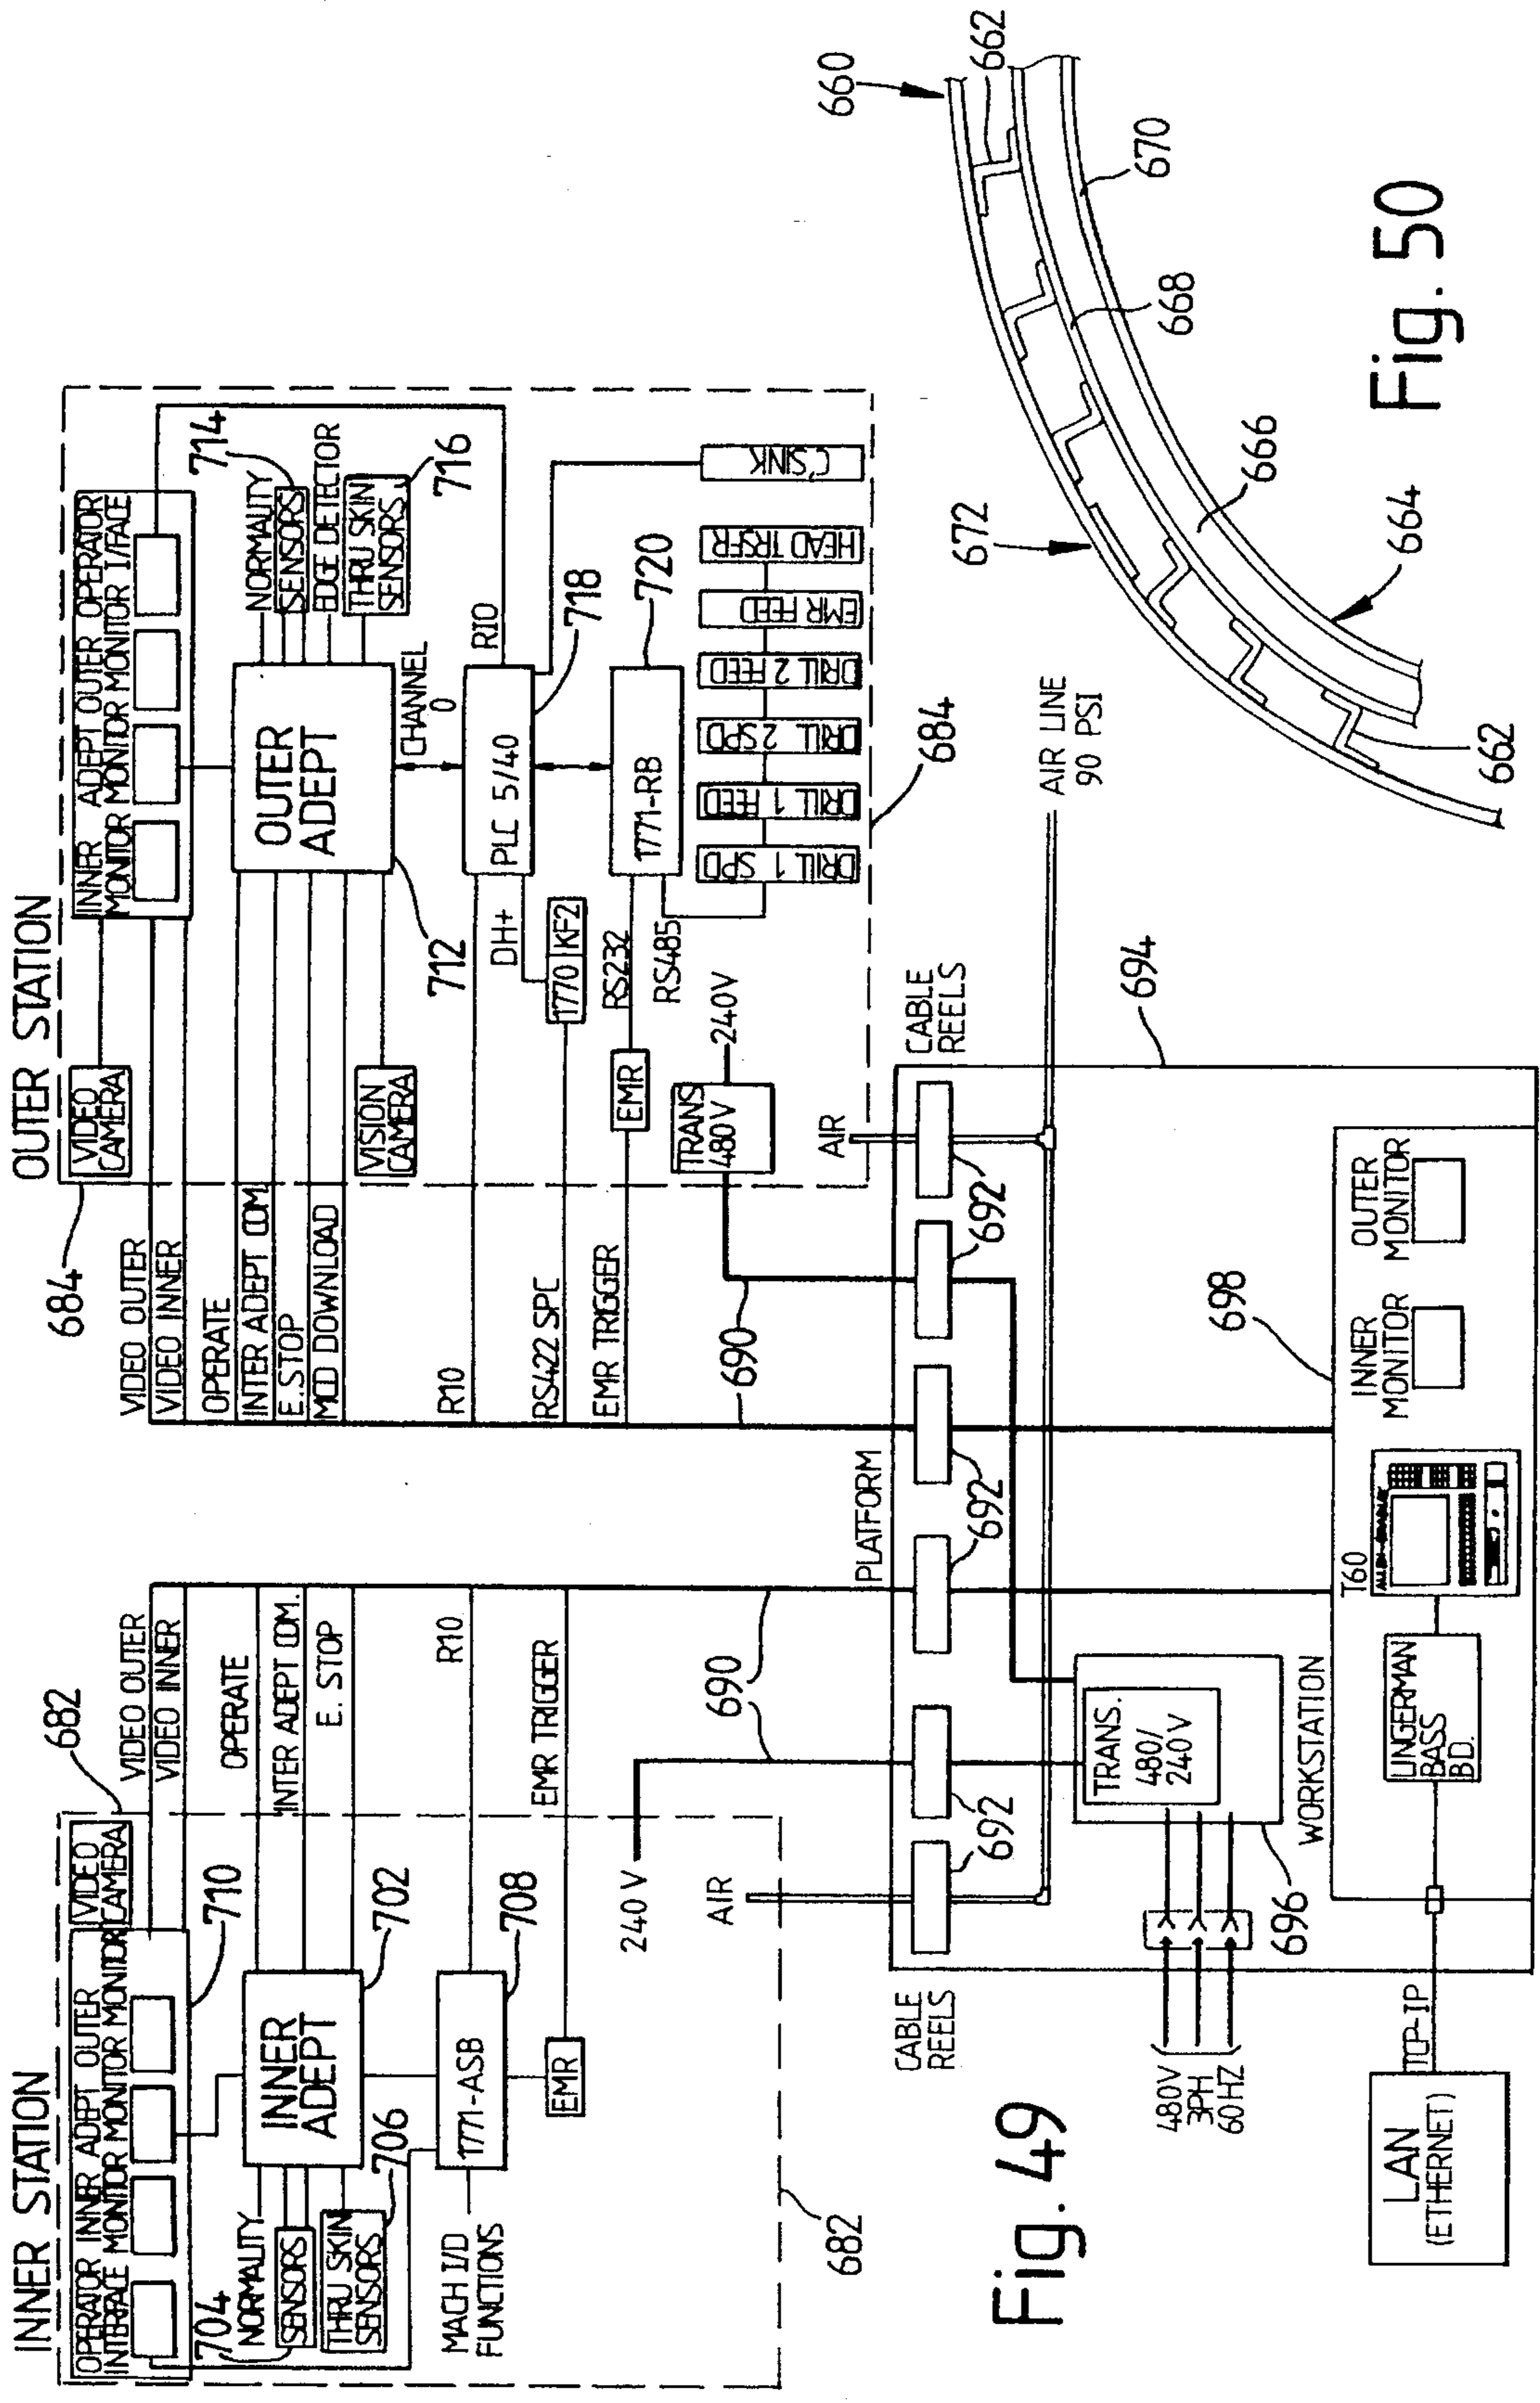 INNER STATION
OPERATOR INNER ADEPT OUTER
INTERFACE MONITOR MONITOR MONITOR
VIDEO
CAMERA
682
710
VIDEO OUTER
VIDEO INNER
704
NORMALITY
SENSORS
THRU SKIN
SENSORS
706
INNER
ADEPT
702
OPERATE
INTER ADEPT COM.
E. STOP
MACH I/D
FUNCTIONS
1771-ASB
708
R10
EMR
EMR TRIGGER
240 V
AIR
682
690
OUTER STATION
684
VIDEO
CAMERA
INNER ADEPT OUTER OPERATOR
MONITOR MONITOR MONITOR I/FACE
VIDEO OUTER
VIDEO INNER
OPERATE
INTER ADEPT COM.
E.STOP
MCD DOWNLOAD
VISION
CAMERA
OUTER
ADEPT
712
NORMALITY
SENSORS
714
EDGE DETECTOR
THRU SKIN
SENSORS
716
CHANNEL
0
R10
DH+
PLC 5/40
RIO
718
RS422 SPC
1770 KF2
EMR TRIGGER
EMR
RS232
RS485
1771-RB
720
TRANS
480V
240V
DRILL 1 SPD
DRILL 1 FEED
DRILL 2 SPD
DRILL 2 FEED
EMR FEED
HEAD TRSFR
C'SINK
684
AIR
690
CABLE
REELS
PLATFORM
CABLE
REELS
692
692
692
692
AIR LINE
90 PSI
694
480V
3PH
60HZ
TRANS.
480/
240V
696
WORKSTATION
698
LINGERMAN
BASS
BD.
T60
ALLEN-BRADLEY
INNER
MONITOR
OUTER
MONITOR
LAN
(ETHERNET)
TCP-IP
Fig. 49
660
662
670
668
666
672
664
662
Fig. 50